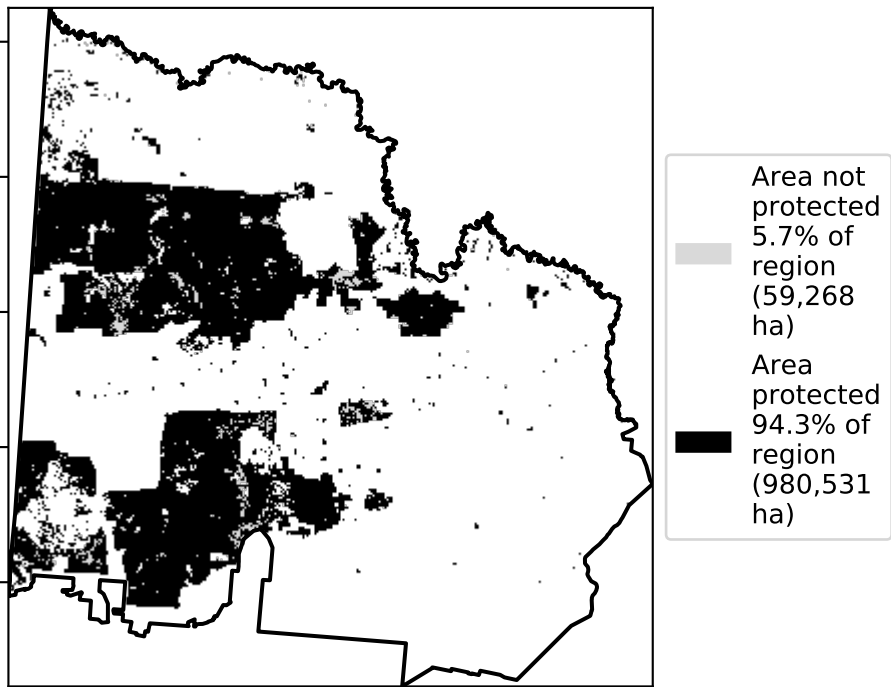 Area not
protected
5.7% of
region
(59,268
ha)
Area
protected
94.3% of
region
(980,531
ha)